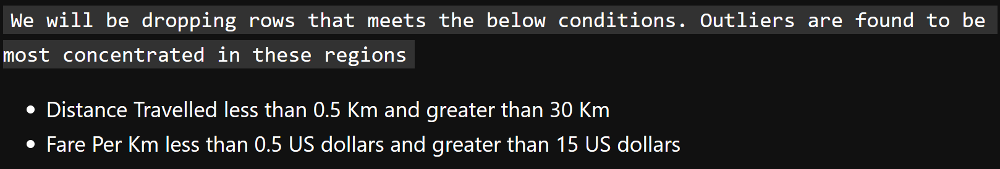 We will be dropping rows that meets the below conditions. Outliers are found to be
most concentrated in these regions
• Distance Travelled less than 0.5 Km and greater than 30 Km
• Fare Per Km less than 0.5 US dollars and greater than 15 US dollars